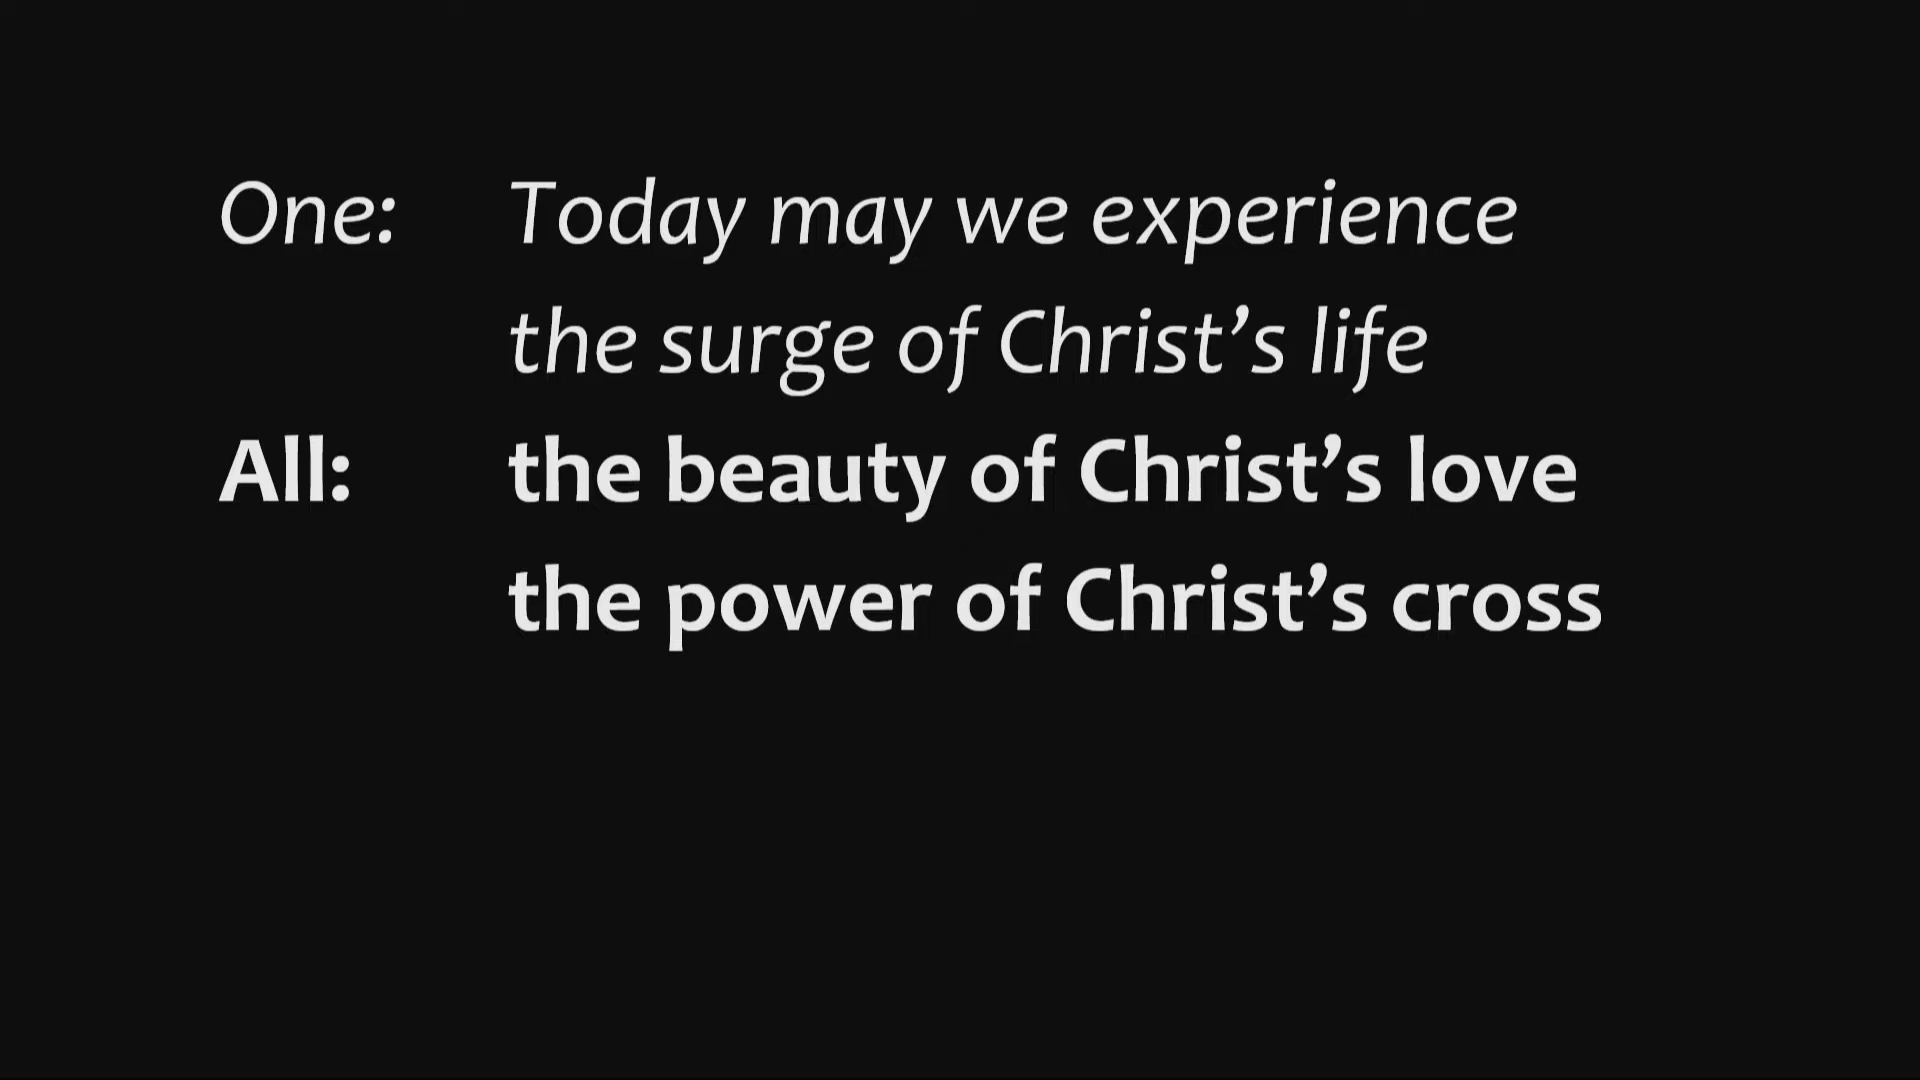 One: Today may we experience
the surge of Christ’s life
All: the beauty of Christ’s love
the power of Christ’s cross